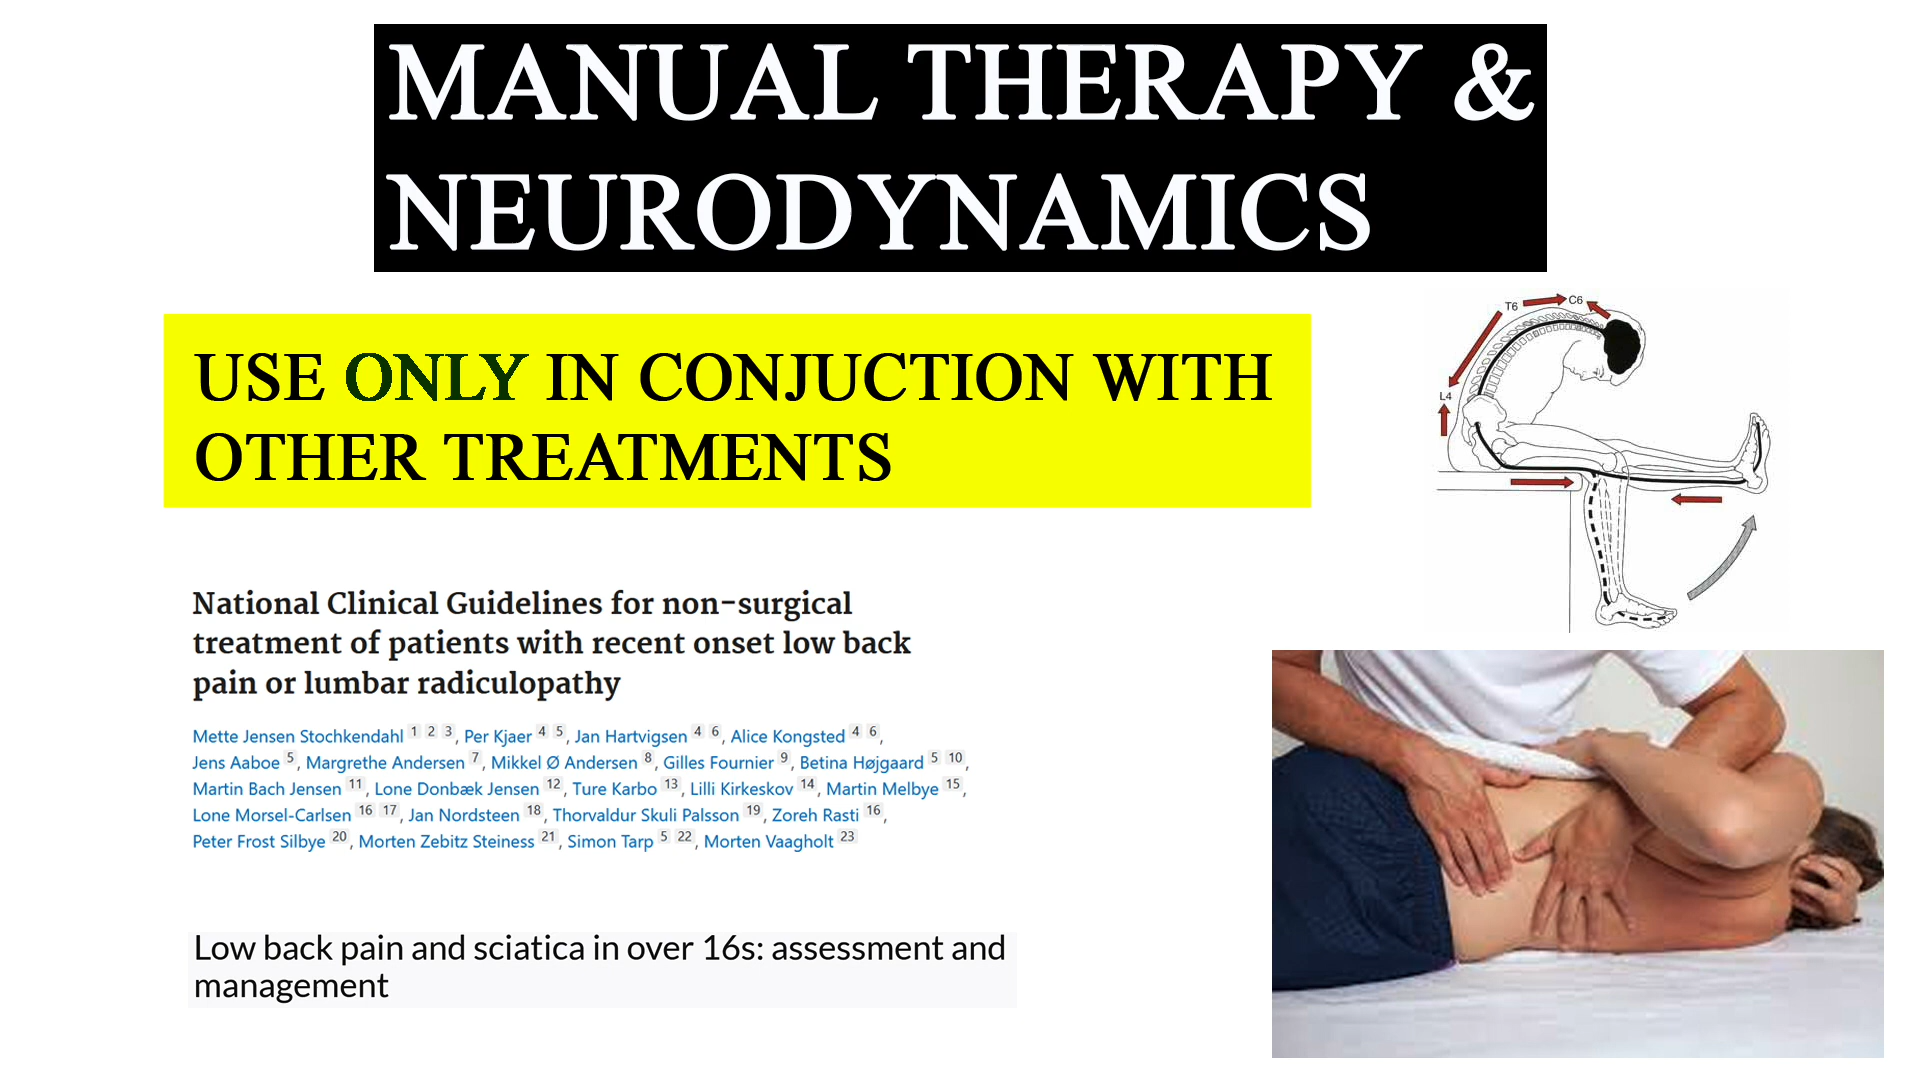 MANUAL THERAPY &
NEURODYNAMICS
USE ONLY IN CONJUCTION WITH
OTHER TREATMENTS
T6
C6
L4
National Clinical Guidelines for non-surgical
treatment of patients with recent onset low back
pain or lumbar radiculopathy
Mette Jensen Stochkendahl 1 2 3, Per Kjaer 4 5, Jan Hartvigsen 4 6, Alice Kongsted 4 6,
Jens Aaboe 5, Margrethe Andersen 7, Mikkel Ø Andersen 8, Gilles Fournier 9, Betina Højgaard 5 10,
Martin Bach Jensen 11, Lone Donbæk Jensen 12, Ture Karbo 13, Lilli Kirkeskov 14, Martin Melbye 15,
Lone Morsel-Carlsen 16 17, Jan Nordsteen 18, Thorvaldur Skuli Palsson 19, Zoreh Rasti 16,
Peter Frost Silbye 20, Morten Zebitz Steiness 21, Simon Tarp 5 22, Morten Vaagholt 23
Low back pain and sciatica in over 16s: assessment and
management